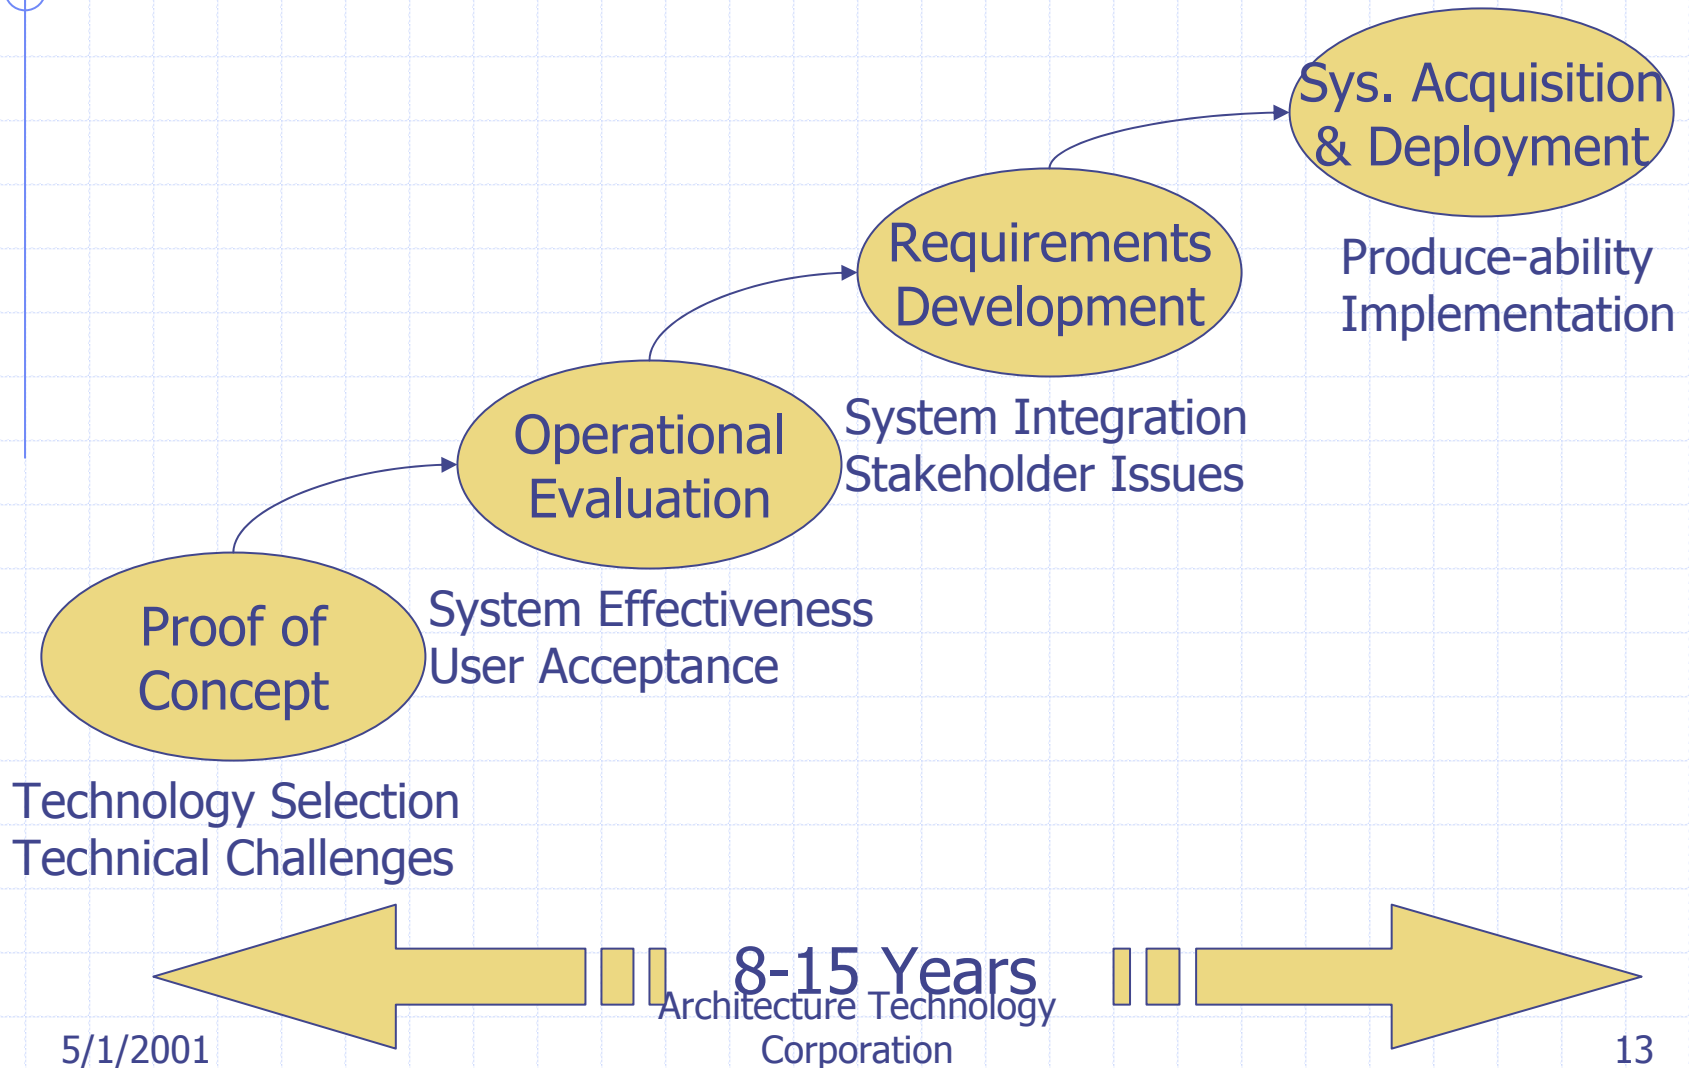 Sys. Acquisition
& Deployment
Produce-ability
Implementation
Requirements
Development
System Integration
Stakeholder Issues
Operational
Evaluation
System Effectiveness
User Acceptance
Proof of
Concept
Technology Selection
Technical Challenges
8-15 Years
Architecture Technology
Corporation
5/1/2001
13